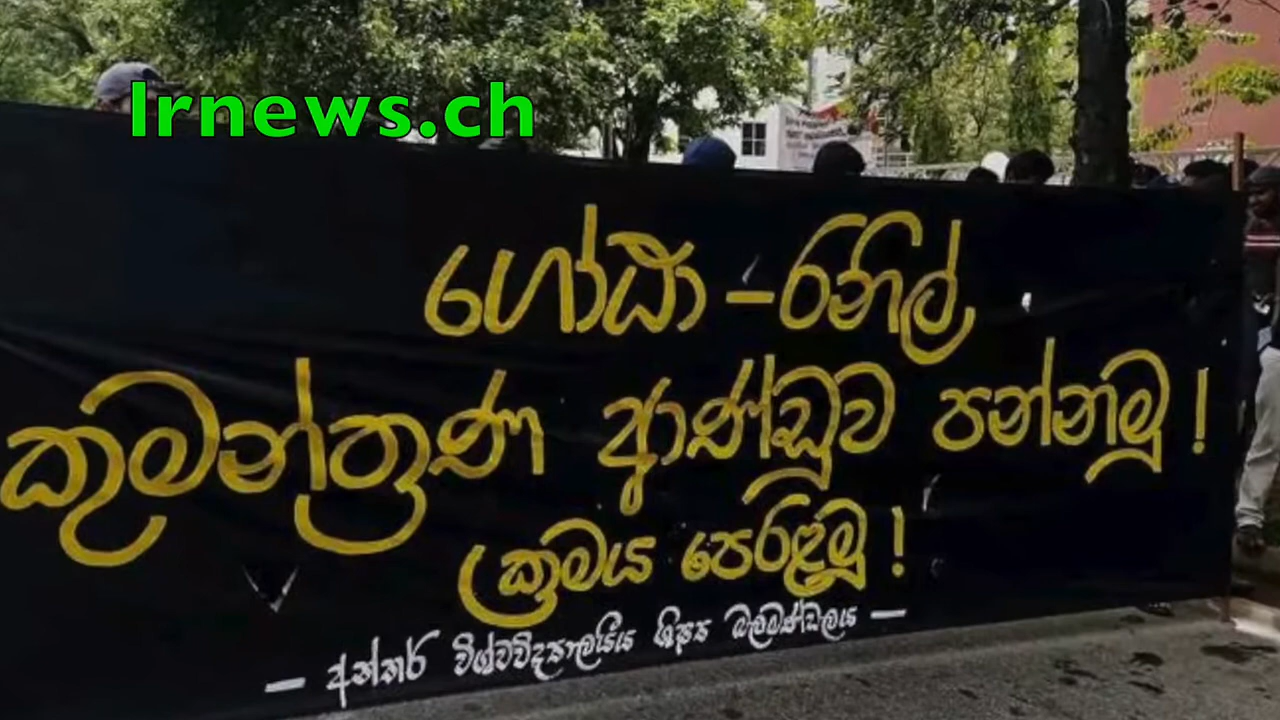 lrnews.ch
ගෝඨා - රනිල්
කුමන්ත්‍රණ ආණ්ඩුව පන්නමු !
ක්‍රමය පෙරළමු !
- අන්තර් විශ්වවිද්‍යාලයීය ශිෂ්‍ය බලමණ්ඩලය -